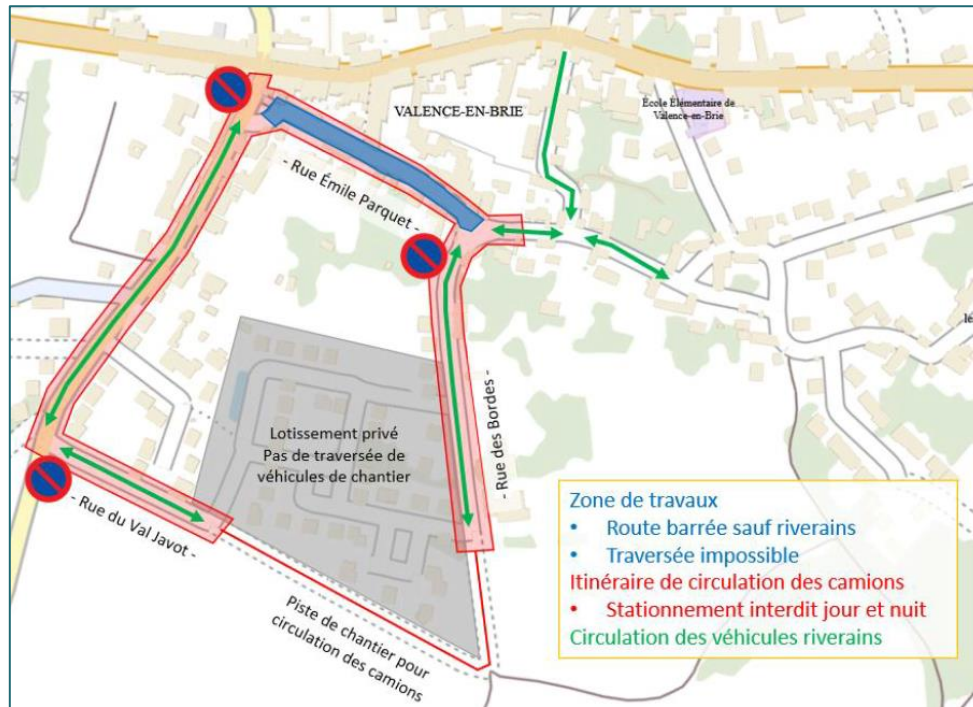 VALENCE-EN-BRIE
École Élémentaire de
Valence-en-Brie
- Rue Émile Parquet -
Lotissement privé
Pas de traversée de
véhicules de chantier
- Rue des Bordes -
- Rue du Val Javot -
Piste de chantier pour
circulation des camions
Zone de travaux
• Route barrée sauf riverains
• Traversée impossible
Itinéraire de circulation des camions
• Stationnement interdit jour et nuit
Circulation des véhicules riverains